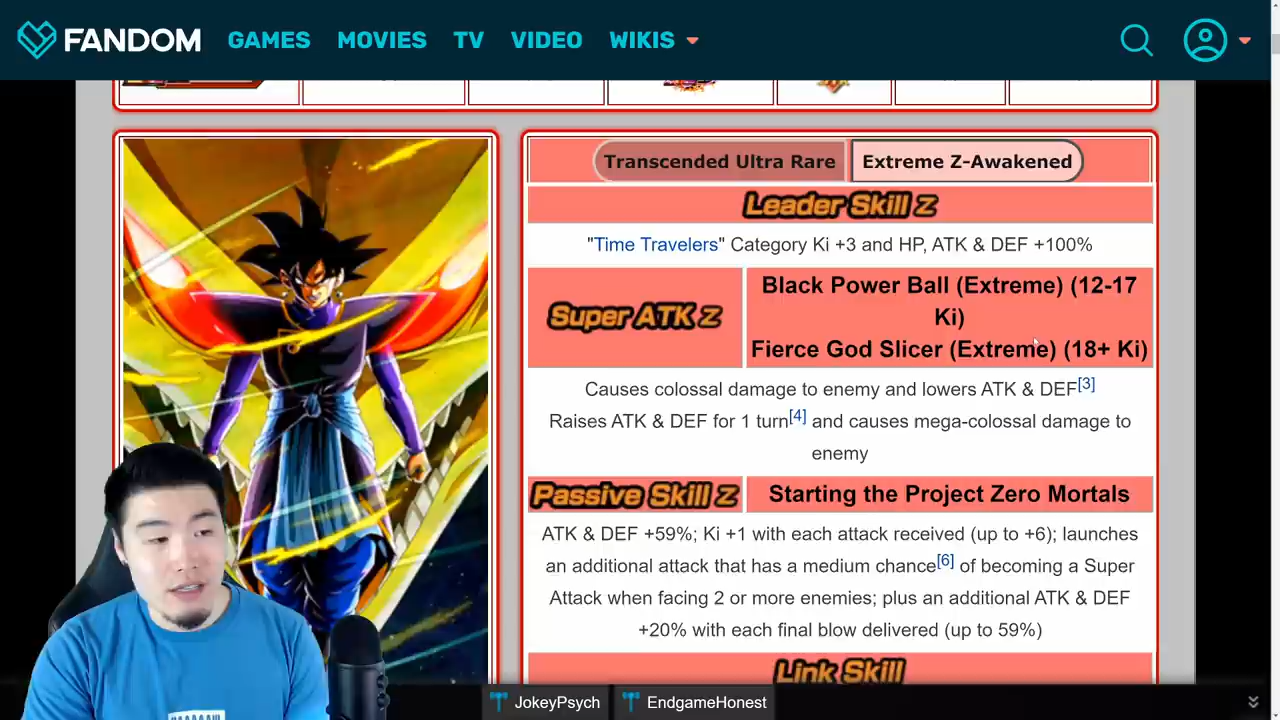 FANDOM GAMES MOVIES TV VIDEO WIKIS
Transcended Ultra Rare Extreme Z-Awakened
Leader Skill Z
"Time Travelers" Category Ki +3 and HP, ATK & DEF +100%
Super ATK Z
Black Power Ball (Extreme) (12-17
Ki)
Fierce God Slicer (Extreme) (18+ Ki)
Causes colossal damage to enemy and lowers ATK & DEF[3]
Raises ATK & DEF for 1 turn[4] and causes mega-colossal damage to
enemy
Passive Skill Z Starting the Project Zero Mortals
ATK & DEF +59%; Ki +1 with each attack received (up to +6); launches
an additional attack that has a medium chance[6] of becoming a Super
Attack when facing 2 or more enemies; plus an additional ATK & DEF
+20% with each final blow delivered (up to 59%)
Link Skill
JokeyPsych EndgameHonest